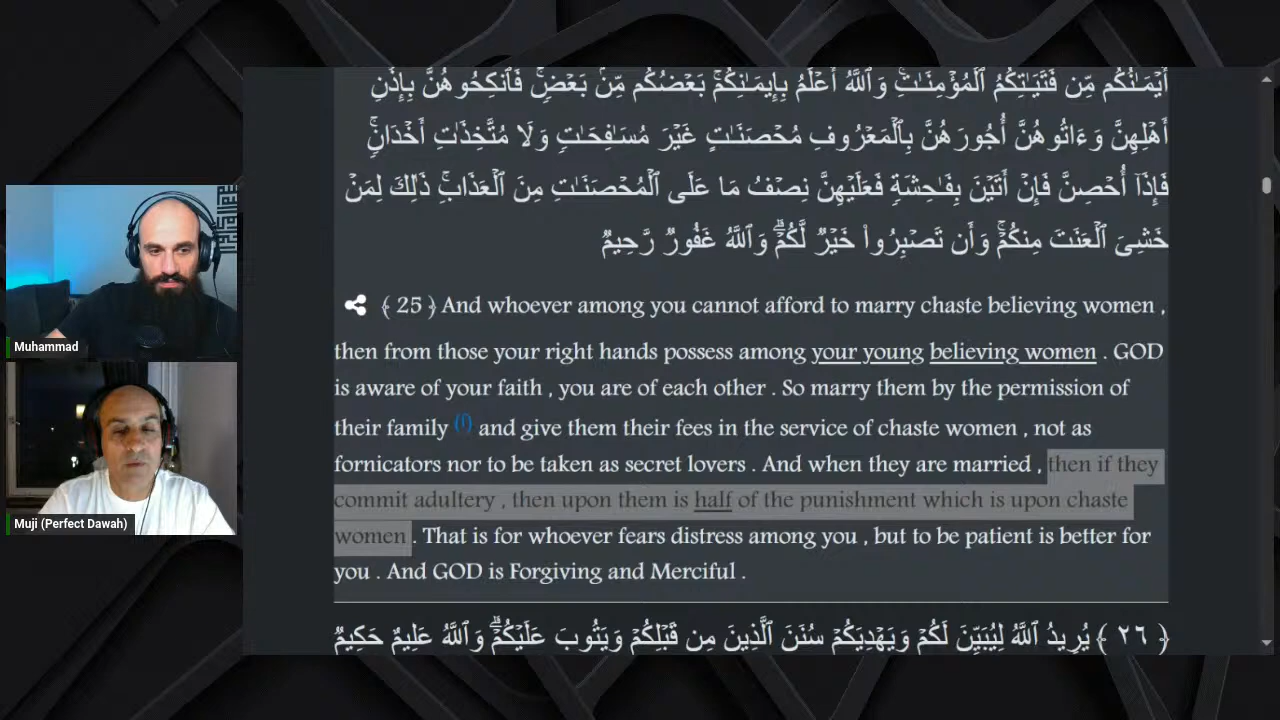 أَيْمَـٰنُكُم مِّن فَتَيَـٰتِكُمُ ٱلْمُؤْمِنَـٰتِ ۚ وَٱللَّهُ أَعْلَمُ بِإِيمَـٰنِكُم ۚ بَعْضُكُم مِّنۢ بَعْضٍ ۚ فَٱنكِحُوهُنَّ بِإِذْنِ
أَهْلِهِنَّ وَءَاتُوهُنَّ أُجُورَهُنَّ بِٱلْمَعْرُوفِ مُحْصَنَـٰتٍ غَيْرَ مُسَـٰفِحَـٰتٍ وَلَا مُتَّخِذَٰتِ أَخْدَانٍ ۚ
فَإِذَآ أُحْصِنَّ فَإِنْ أَتَيْنَ بِفَـٰحِشَةٍ فَعَلَيْهِنَّ نِصْفُ مَا عَلَى ٱلْمُحْصَنَـٰتِ مِنَ ٱلْعَذَابِ ۚ ذَٰلِكَ لِمَنْ
خَشِىَ ٱلْعَنَتَ مِنكُمْ ۚ وَأَن تَصْبِرُوا۟ خَيْرٌ لَّكُمْ ۗ وَٱللَّهُ غَفُورٌ رَّحِيمٌ
﴾ 25 ﴿ And whoever among you cannot afford to marry chaste believing women ,
then from those your right hands possess among your young believing women . GOD
is aware of your faith , you are of each other . So marry them by the permission of
their family (أ) and give them their fees in the service of chaste women , not as
fornicators nor to be taken as secret lovers . And when they are married , then if they
commit adultery , then upon them is half of the punishment which is upon chaste
women . That is for whoever fears distress among you , but to be patient is better for
you . And GOD is Forgiving and Merciful .
﴿ ٢٦ ﴾ يُرِيدُ ٱللَّهُ لِيُبَيِّنَ لَكُمْ وَيَهْدِيَكُمْ سُنَنَ ٱلَّذِينَ مِن قَبْلِكُمْ وَيَتُوبَ عَلَيْكُمْ ۗ وَٱللَّهُ عَلِيمٌ حَكِيمٌ
Muhammad
Muji (Perfect Dawah)